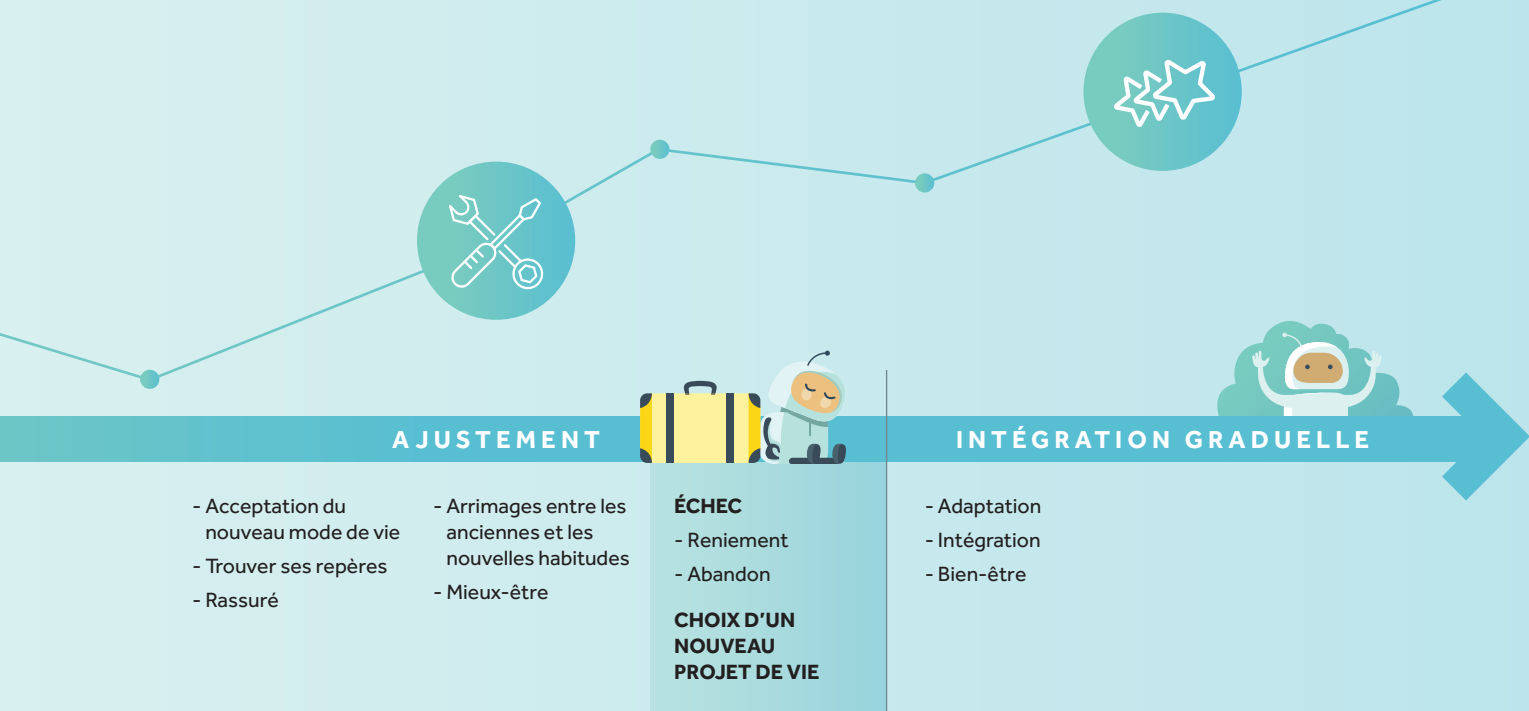 AJUSTEMENT
- Acceptation du
nouveau mode de vie
- Trouver ses repères
- Rassuré
- Arrimages entre les
anciennes et les
nouvelles habitudes
- Mieux-être
ÉCHEC
- Reniement
- Abandon
CHOIX D’UN
NOUVEAU
PROJET DE VIE
INTÉGRATION GRADUELLE
- Adaptation
- Intégration
- Bien-être